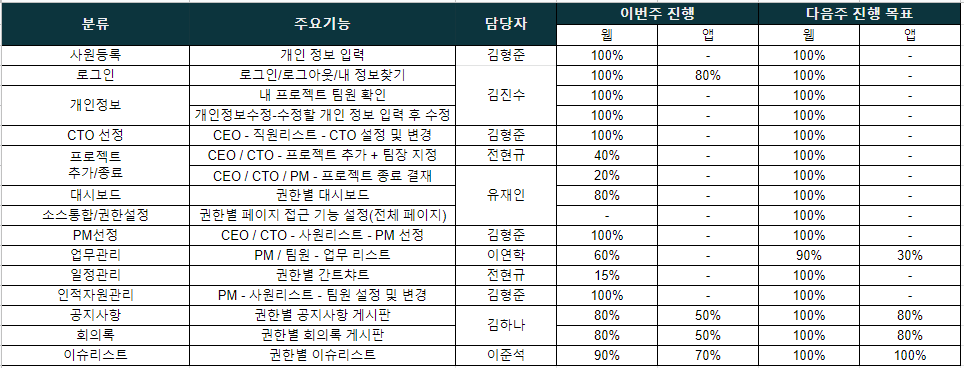 분류 주요기능 담당자 이번주 진행 다음주 진행 목표
웰 앱 웰 앱
사원등록 개인 정보 입력 김형준 100% - 100% -
로그인 로그인/로그아웃/내 정보찾기 김진수 100% 80% 100% -
개인정보 내 프로젝트 팀원 확인 100% - 100% -
개인정보수정-수정할 개인 정보 입력 후 수정 100% - 100% -
CTO 선정 CEO - 직원리스트 - CTO 설정 및 변경 김형준 100% - 100% -
프로젝트 추가/종료 CEO / CTO - 프로젝트 추가 + 팀장 지정 전현규 40% - 100% -
CEO / CTO / PM - 프로젝트 종료 결재 유재인 20% - 100% -
대시보드 권한별 대시보드 80% - 100% -
소스통합/권한설정 권한별 페이지 접근 기능 설정(전체 페이지) - - 100% -
PM선정 CEO / CTO - 사원리스트 - PM 선정 김형준 100% - 100% -
업무관리 PM / 팀원 - 업무 리스트 이연학 60% - 90% 30%
일정관리 권한별 간트챠트 전현규 15% - 100% -
인적자원관리 PM - 사원리스트 - 팀원 설정 및 변경 김형준 100% - 100% -
공지사항 권한별 공지사항 게시판 김하나 80% 50% 100% 80%
회의록 권한별 회의록 게시판 80% 50% 100% 80%
이슈리스트 권한별 이슈리스트 이준석 90% 70% 100% 100%